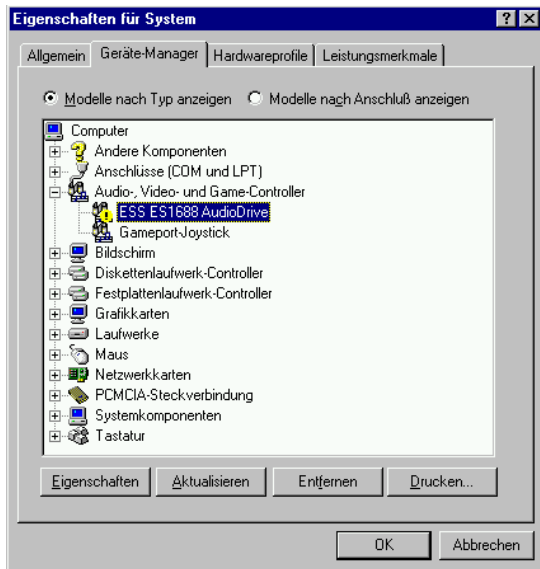 Eigenschaften für System
Allgemein Geräte-Manager Hardwareprofile Leistungsmerkmale
Modelle nach Typ anzeigen Modelle nach Anschluß anzeigen
Computer
Andere Komponenten
Anschlüsse (COM und LPT)
Audio-, Video- und Game-Controller
ESS ES1688 AudioDrive
Gameport-Joystick
Bildschirm
Diskettenlaufwerk-Controller
Festplattenlaufwerk-Controller
Grafikkarten
Laufwerke
Maus
Netzwerkkarten
PCMCIA-Steckverbindung
Systemkomponenten
Tastatur
Eigenschaften Aktualisieren Entfernen Drucken...
OK Abbrechen